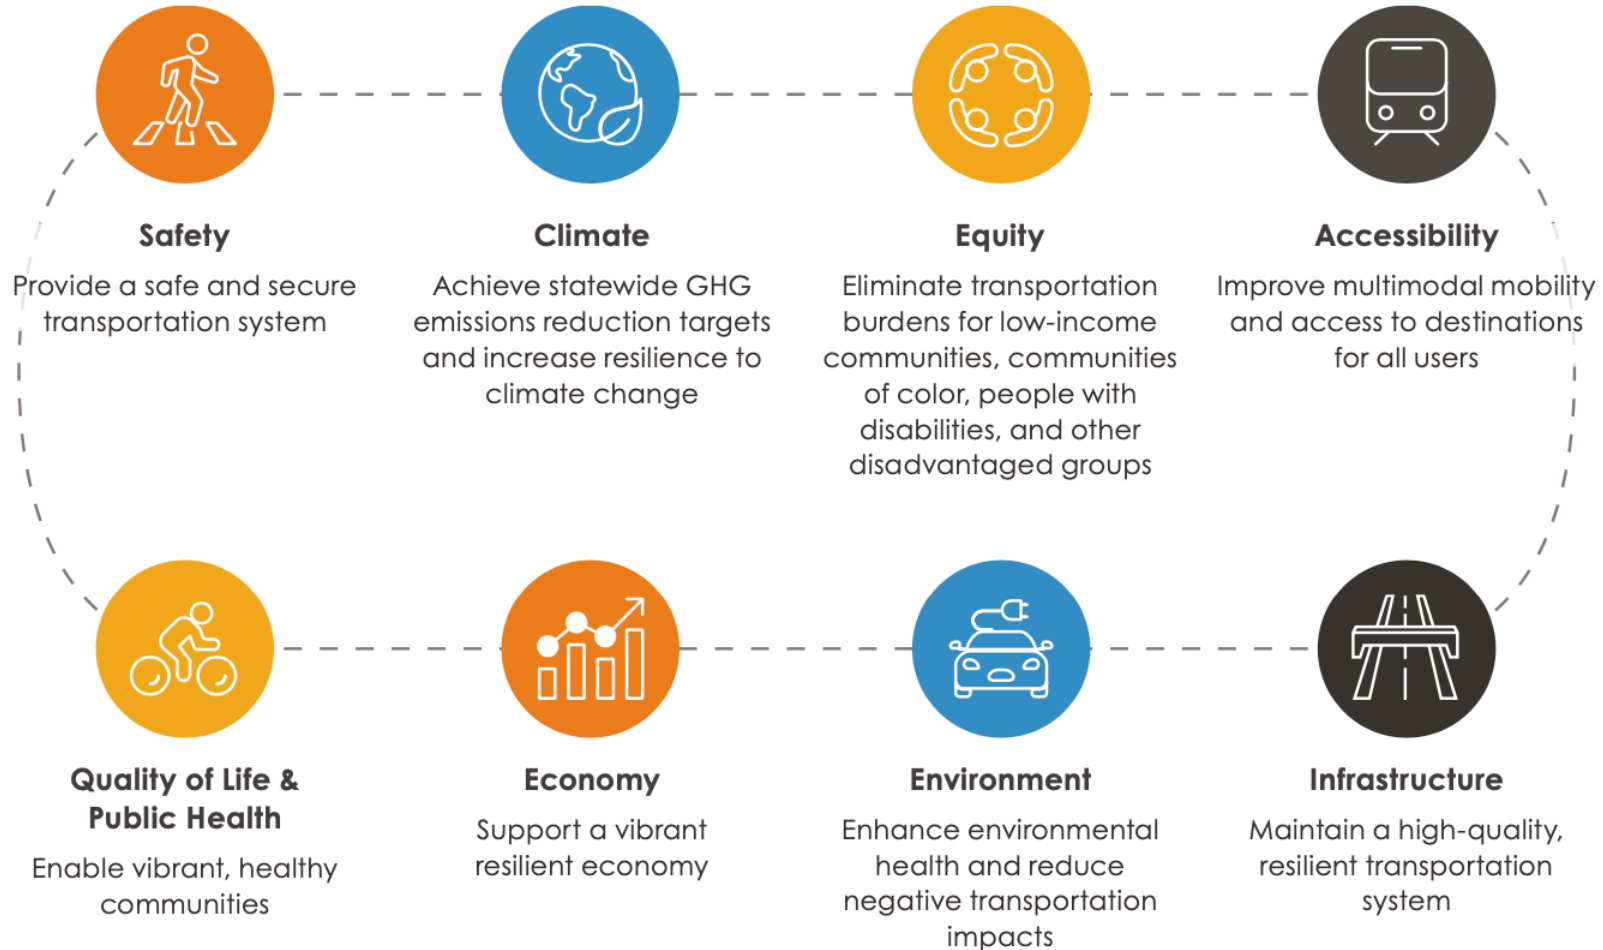 Safety
Provide a safe and secure
transportation system
Climate
Achieve statewide GHG
emissions reduction targets
and increase resilience to
climate change
Equity
Eliminate transportation
burdens for low-income
communities, communities
of color, people with
disabilities, and other
disadvantaged groups
Accessibility
Improve multimodal mobility
and access to destinations
for all users
Quality of Life &
Public Health
Enable vibrant, healthy
communities
Economy
Support a vibrant
resilient economy
Environment
Enhance environmental
health and reduce
negative transportation
impacts
Infrastructure
Maintain a high-quality,
resilient transportation
system